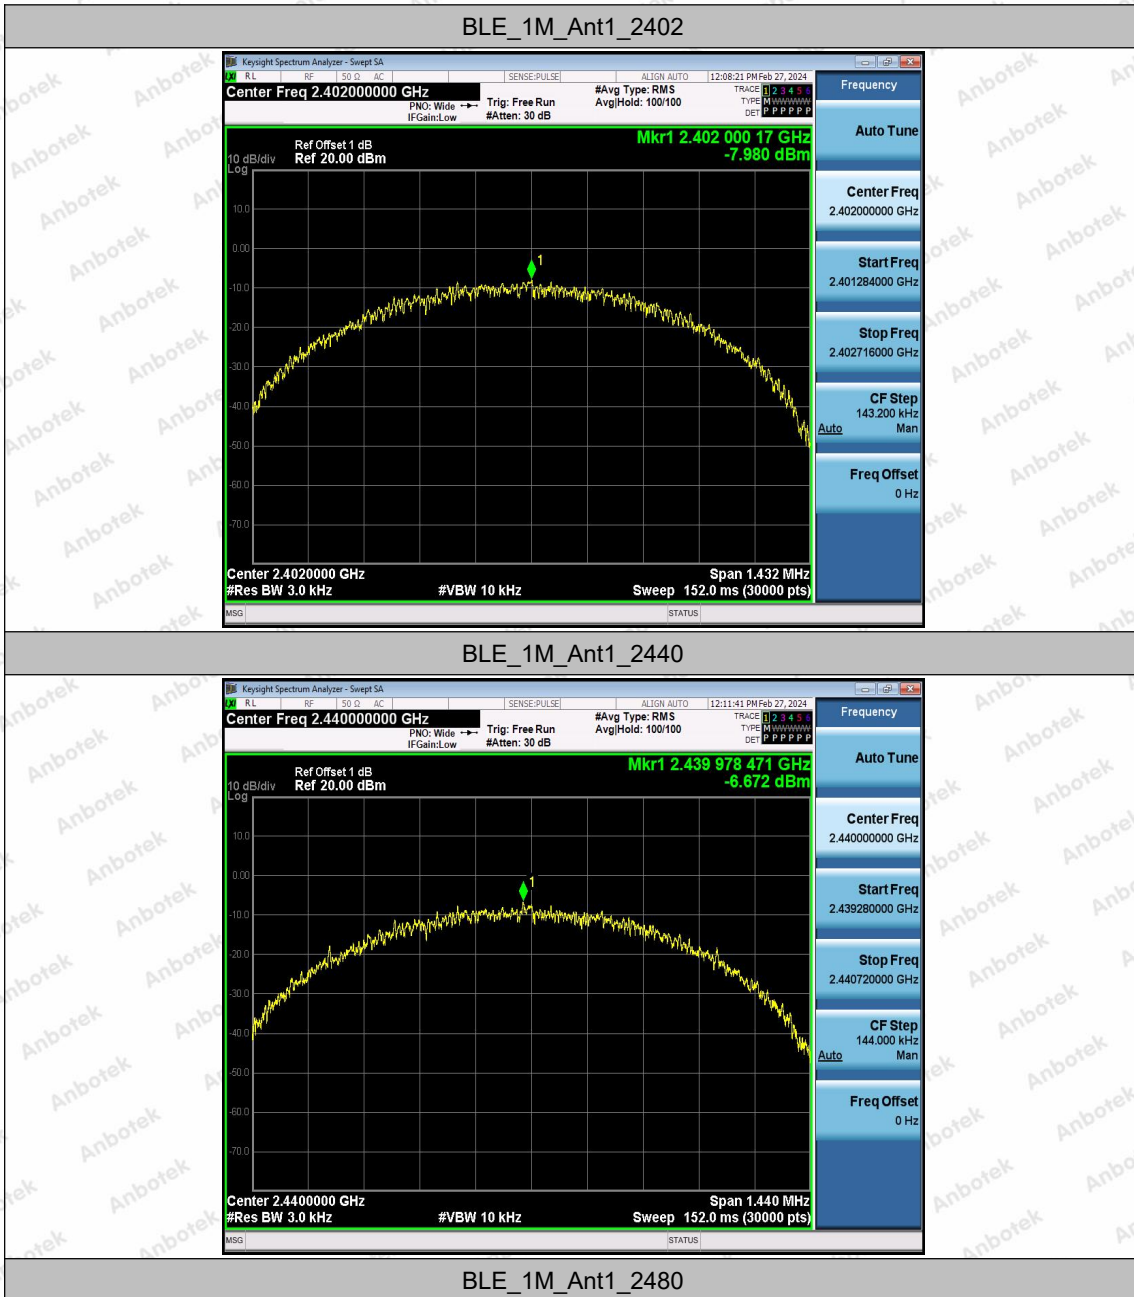 BLE_1M_Ant1_2402
Keysight Spectrum Analyzer - Swept SA
LXI RL RF 50 Ω AC SENSE:PULSE ALIGN AUTO 12:08:21 PM Feb 27, 2024
Center Freq 2.402000000 GHz #Avg Type: RMS TRACE 1 2 3 4 5 6
PNO: Wide Trig: Free Run Avg|Hold: 100/100 TYPE M WWWWW
IFGain:Low #Atten: 30 dB DET P P P P P P
Frequency
Auto Tune
Ref Offset 1 dB Mkr1 2.402 000 17 GHz
10 dB/div Ref 20.00 dBm -7.980 dBm
Log
10.0
0.00
1
-10.0
-20.0
-30.0
-40.0
-50.0
-60.0
-70.0
Center Freq
2.402000000 GHz
Start Freq
2.401284000 GHz
Stop Freq
2.402716000 GHz
CF Step
143.200 kHz
Auto Man
Freq Offset
0 Hz
Center 2.4020000 GHz Span 1.432 MHz
#Res BW 3.0 kHz #VBW 10 kHz Sweep 152.0 ms (30000 pts)
MSG STATUS
BLE_1M_Ant1_2440
Keysight Spectrum Analyzer - Swept SA
LXI RL RF 50 Ω AC SENSE:PULSE ALIGN AUTO 12:11:41 PM Feb 27, 2024
Center Freq 2.440000000 GHz #Avg Type: RMS TRACE 1 2 3 4 5 6
PNO: Wide Trig: Free Run Avg|Hold: 100/100 TYPE M WWWWW
IFGain:Low #Atten: 30 dB DET P P P P P P
Frequency
Auto Tune
Ref Offset 1 dB Mkr1 2.439 978 471 GHz
10 dB/div Ref 20.00 dBm -6.672 dBm
Log
10.0
0.00
1
-10.0
-20.0
-30.0
-40.0
-50.0
-60.0
-70.0
Center Freq
2.440000000 GHz
Start Freq
2.439280000 GHz
Stop Freq
2.440720000 GHz
CF Step
144.000 kHz
Auto Man
Freq Offset
0 Hz
Center 2.4400000 GHz Span 1.440 MHz
#Res BW 3.0 kHz #VBW 10 kHz Sweep 152.0 ms (30000 pts)
MSG STATUS
BLE_1M_Ant1_2480